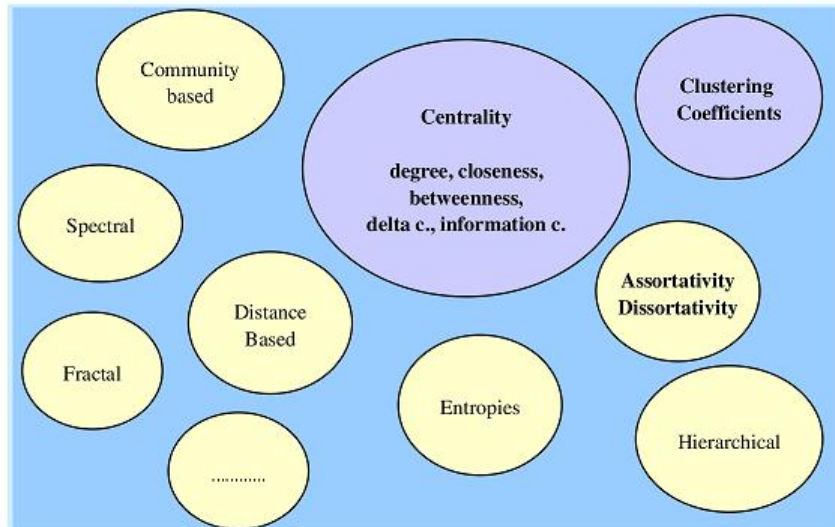 Community
based
Centrality
degree, closeness,
betweenness,
delta c., information c.
Clustering
Coefficients
Spectral
Distance
Based
Assortativity
Dissortativity
Fractal
Entropies
Hierarchical
............